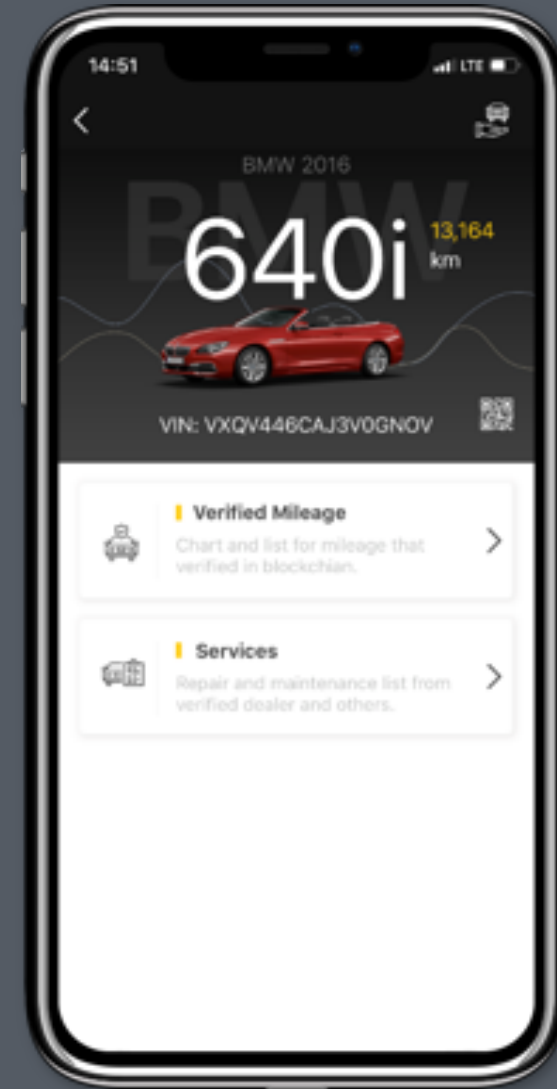 14:51
LTE
BMW 2016
BMW
640i
13,164
km
VIN: VXQV446CAJ3V0GNOV
Verified Mileage
Chart and list for mileage that
verified in blockchian.
Services
Repair and maintenance list from
verified dealer and others.